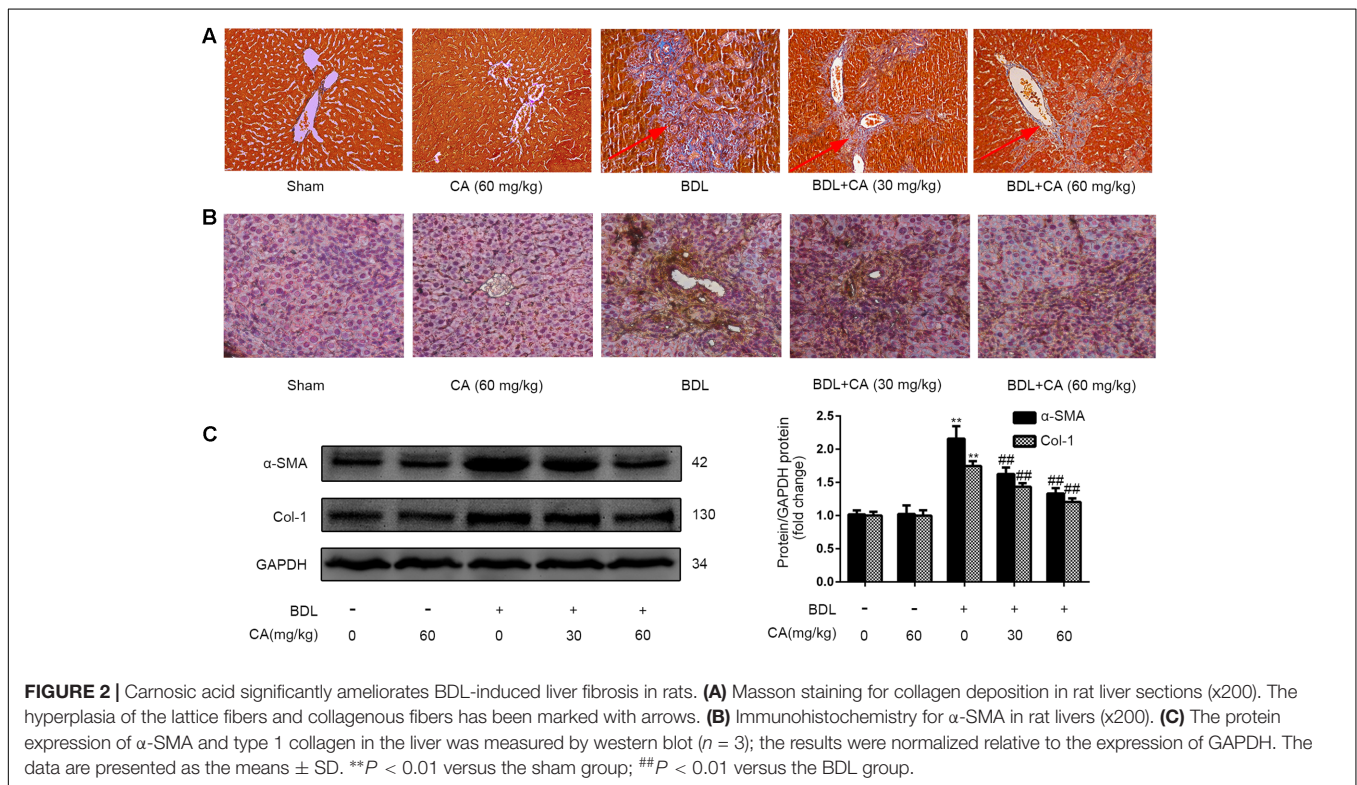 A
Sham CA (60 mg/kg) BDL BDL+CA (30 mg/kg) BDL+CA (60 mg/kg)
B
Sham CA (60 mg/kg) BDL BDL+CA (30 mg/kg) BDL+CA (60 mg/kg)
C
α-SMA 42
Col-1 130
GAPDH 34
BDL - - + + +
CA(mg/kg) 0 60 0 30 60
Protein/GAPDH protein
(fold change)
2.5
2.0
1.5
1.0
0.5
0.0
α-SMA
Col-1
** ** ## ## ## ##
BDL - - + + +
CA(mg/kg) 0 60 0 30 60
FIGURE 2 | Carnosic acid significantly ameliorates BDL-induced liver fibrosis in rats. (A) Masson staining for collagen deposition in rat liver sections (x200). The
hyperplasia of the lattice fibers and collagenous fibers has been marked with arrows. (B) Immunohistochemistry for α-SMA in rat livers (x200). (C) The protein
expression of α-SMA and type 1 collagen in the liver was measured by western blot (n = 3); the results were normalized relative to the expression of GAPDH. The
data are presented as the means ± SD. **P < 0.01 versus the sham group; ##P < 0.01 versus the BDL group.